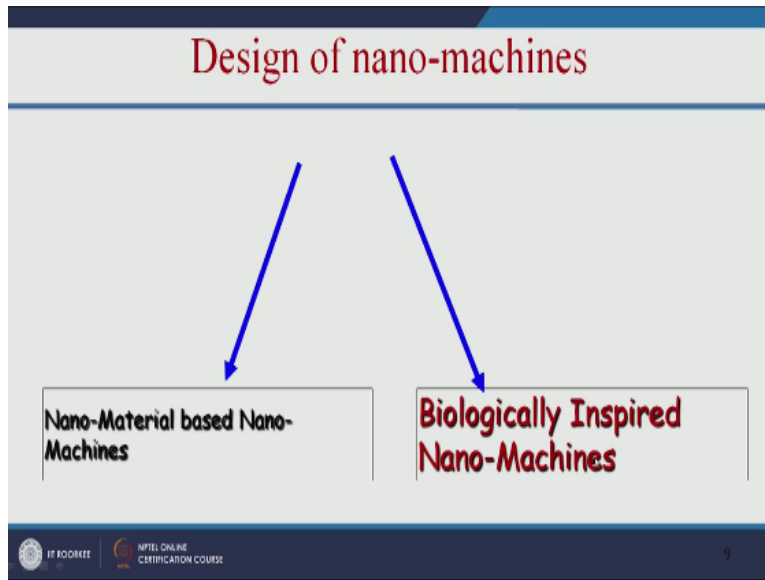 Design of nano-machines
Nano-Material based Nano-
Machines
Biologically Inspired
Nano-Machines
IIT ROORKEE
NPTEL ONLINE
CERTIFICATION COURSE
9